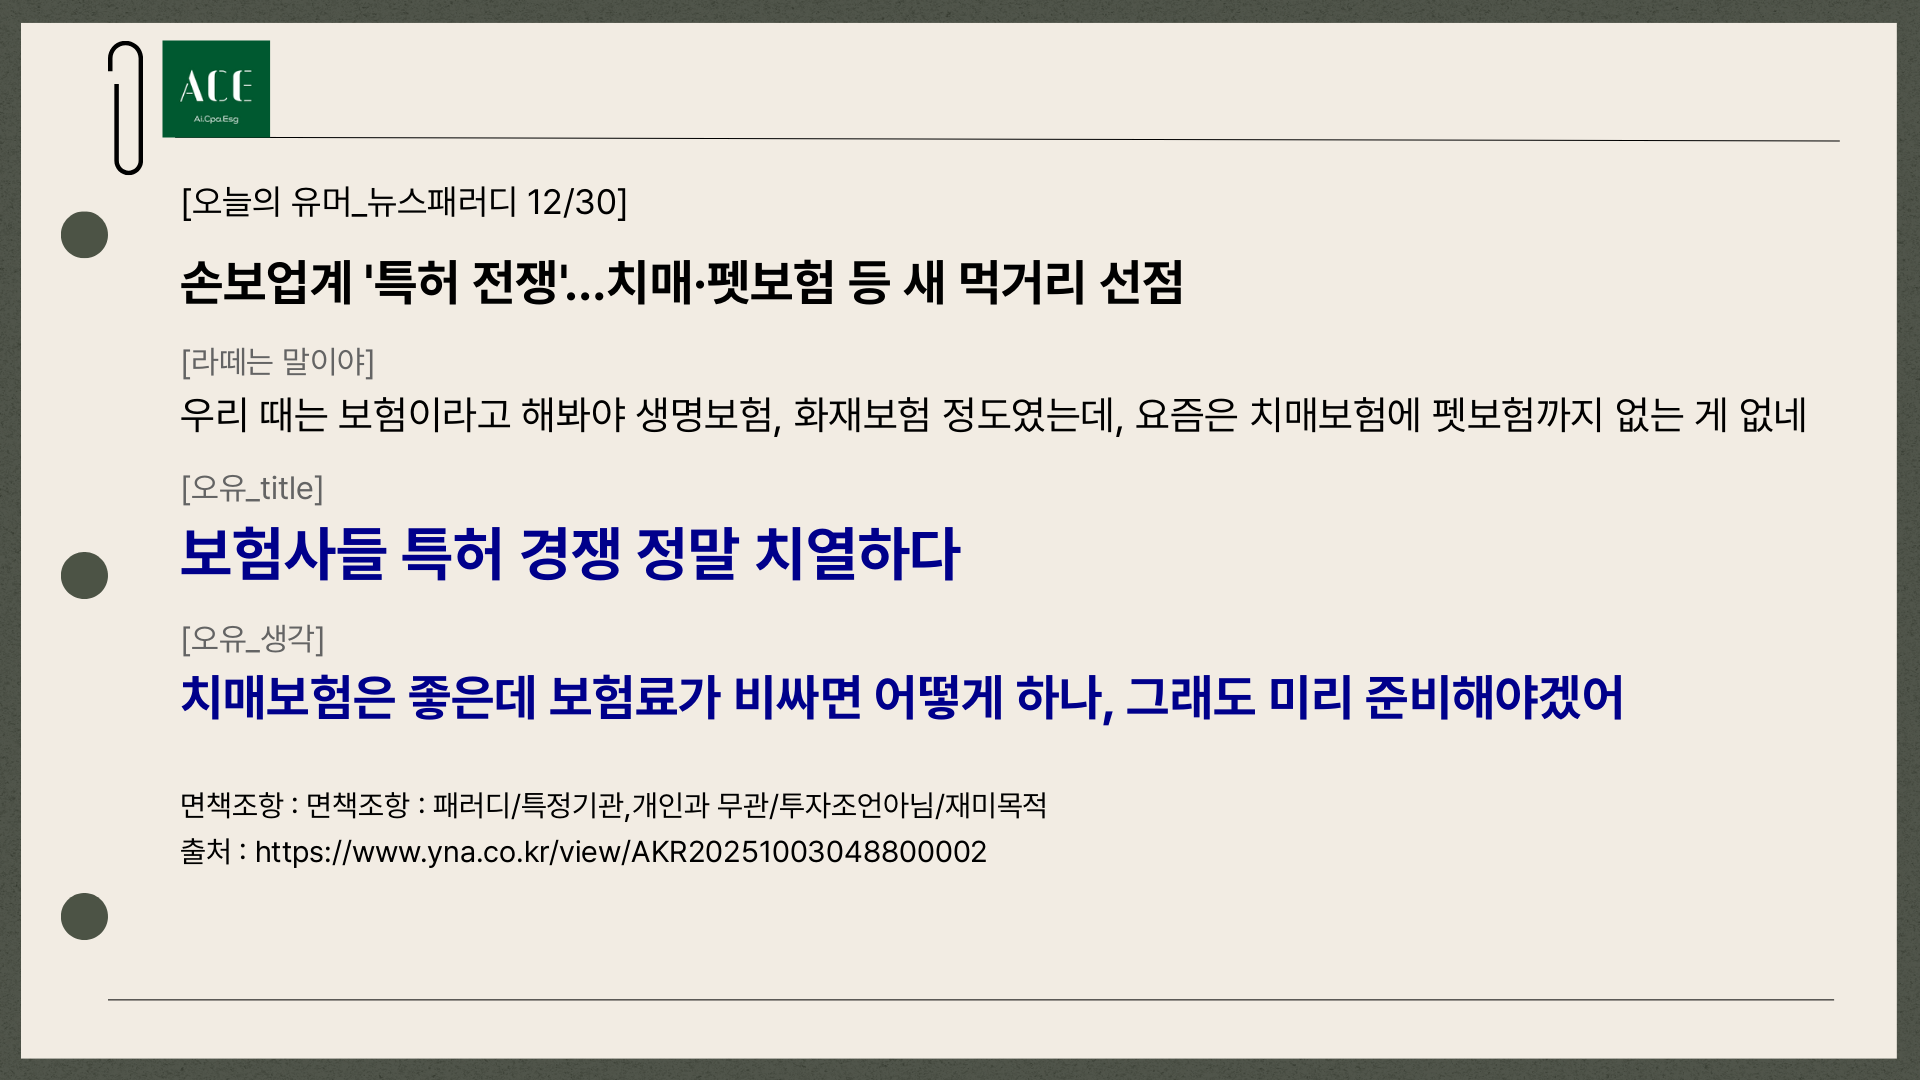 ACE
Ai.Cpa.Esg
[오늘의 유머_뉴스패러디 12/30]
손보업계 '특허 전쟁'...치매·펫보험 등 새 먹거리 선점
[라떼는 말이야]
우리 때는 보험이라고 해봐야 생명보험, 화재보험 정도였는데, 요즘은 치매보험에 펫보험까지 없는 게 없네
[오유_title]
보험사들 특허 경쟁 정말 치열하다
[오유_생각]
치매보험은 좋은데 보험료가 비싸면 어떻게 하나, 그래도 미리 준비해야겠어
면책조항 : 면책조항 : 패러디/특정기관,개인과 무관/투자조언아님/재미목적
출처 : https://www.yna.co.kr/view/AKR20251003048800002